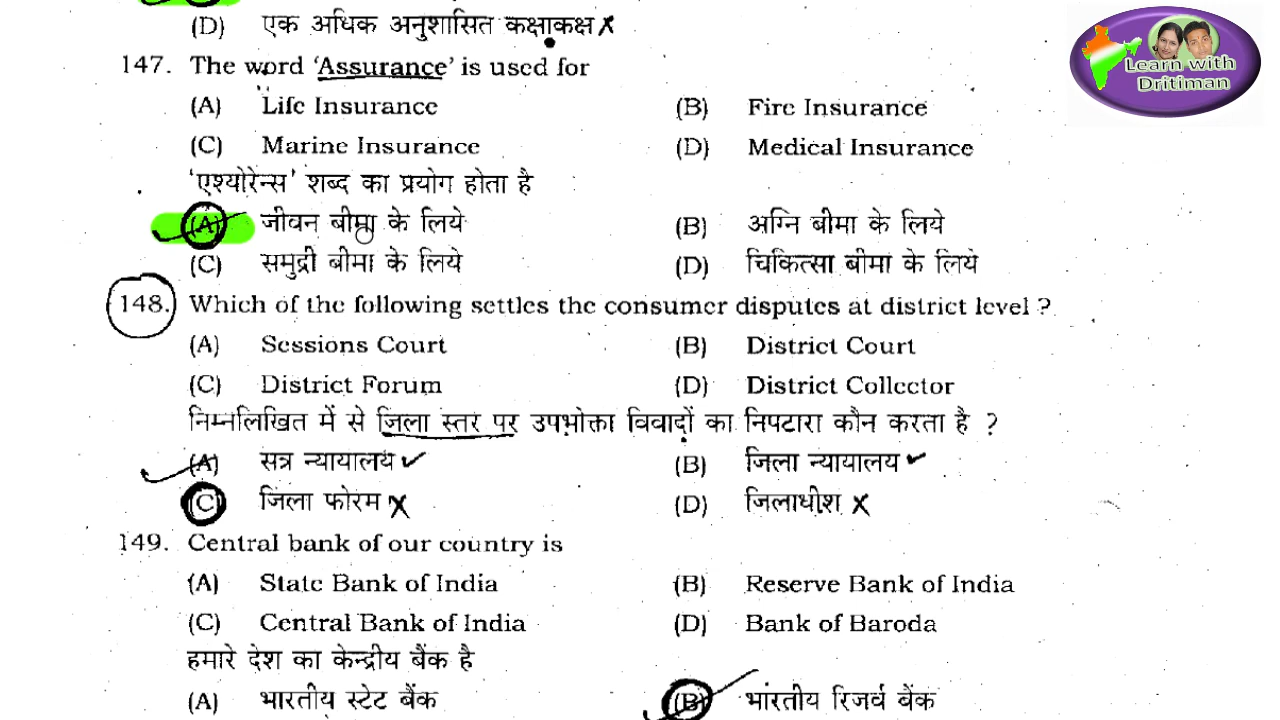 (D) एक अधिक अनुशासित कक्षाकक्ष
Learn with
Dritiman
147. The word ‘Assurance’ is used for
(A) Life Insurance (B) Fire Insurance
(C) Marine Insurance (D) Medical Insurance
‘एश्योरेन्स’ शब्द का प्रयोग होता है
(A) जीवन बीमा के लिये (B) अग्नि बीमा के लिये
(C) समुद्री बीमा के लिये (D) चिकित्सा बीमा के लिये
148. Which of the following settles the consumer disputes at district level ?
(A) Sessions Court (B) District Court
(C) District Forum (D) District Collector
निम्नलिखित में से जिला स्तर पर उपभोक्ता विवादों का निपटारा कौन करता है ?
(A) सत्र न्यायालय (B) जिला न्यायालय
(C) जिला फोरम (D) जिलाधीश
149. Central bank of our country is
(A) State Bank of India (B) Reserve Bank of India
(C) Central Bank of India (D) Bank of Baroda
हमारे देश का केन्द्रीय बैंक है
(A) भारतीय स्टेट बैंक (B) भारतीय रिजर्व बैंक